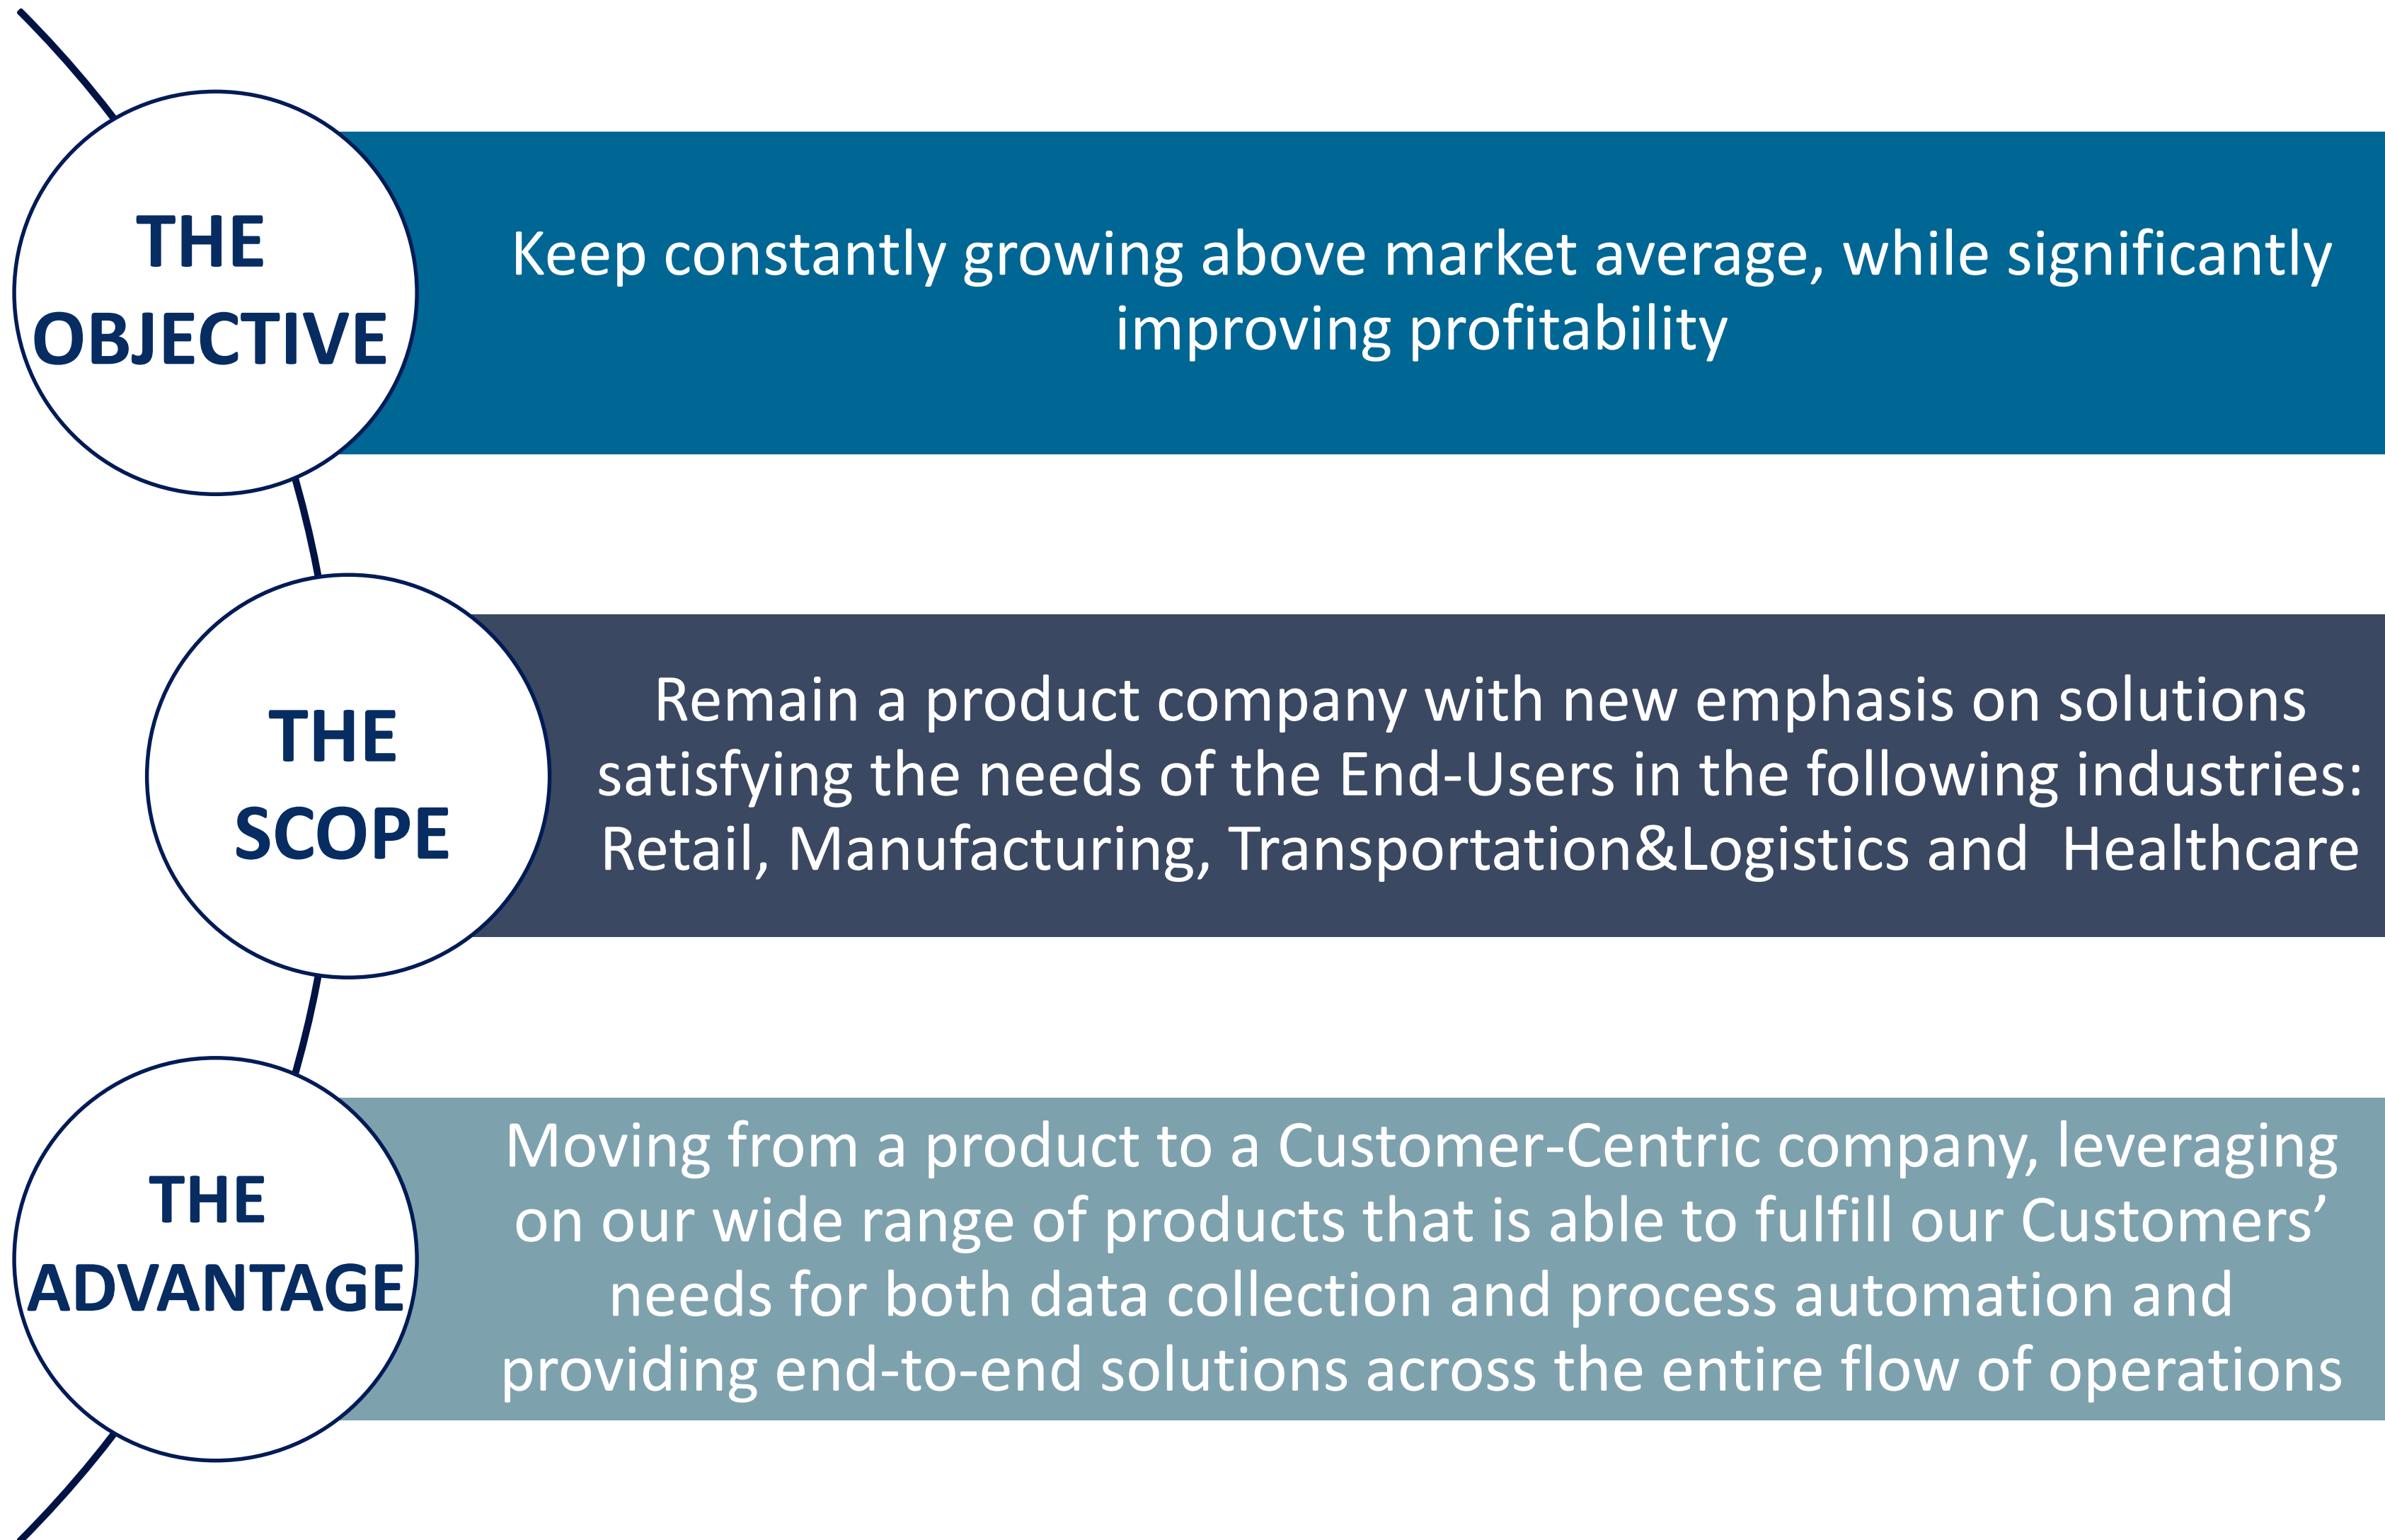 THE
OBJECTIVE
Keep constantly growing above market average, while significantly
improving profitability
THE
SCOPE
Remain a product company with new emphasis on solutions
satisfying the needs of the End-Users in the following industries:
Retail, Manufacturing, Transportation&Logistics and  Healthcare
THE
ADVANTAGE
Moving from a product to a Customer-Centric company, leveraging
on our wide range of products that is able to fulfill our Customers’
needs for both data collection and process automation and
providing end-to-end solutions across the entire flow of operations